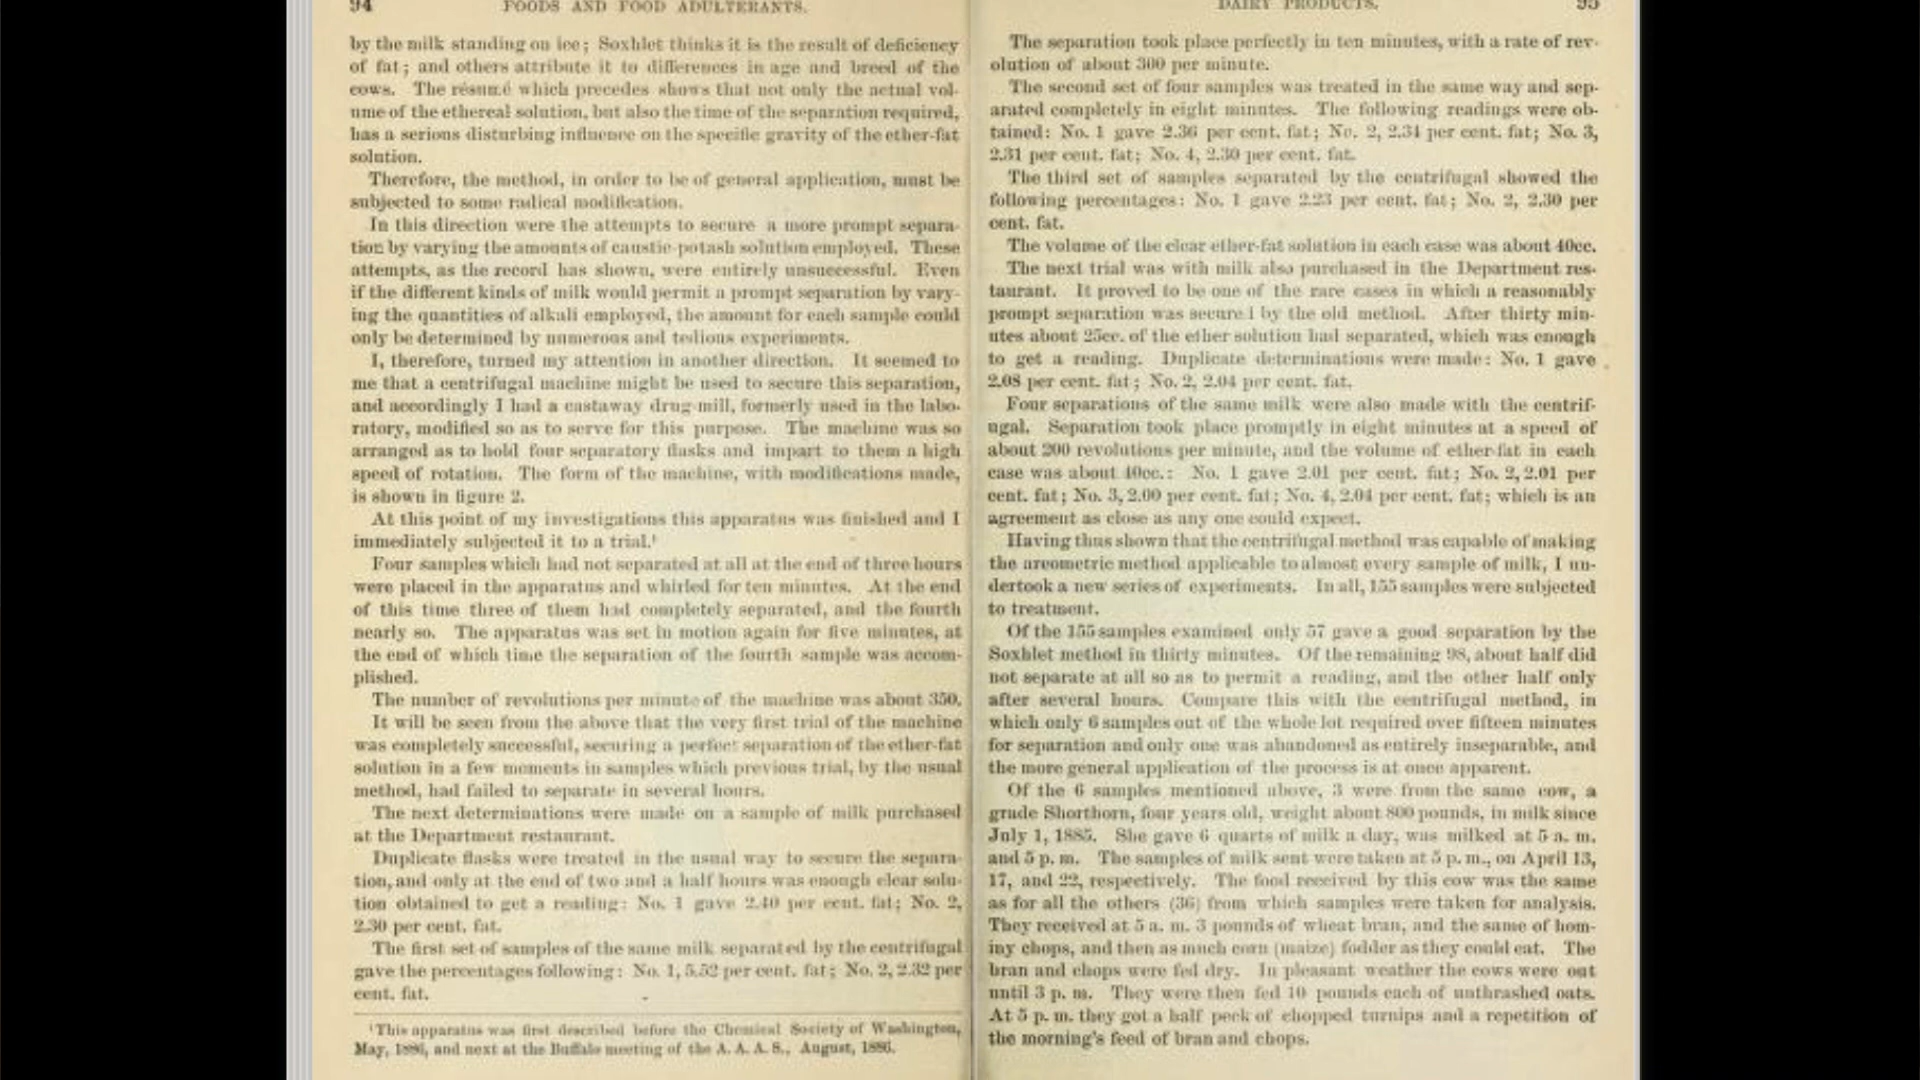 94 FOODS AND FOOD ADULTERANTS.
by the milk standing on ice; Soxhlet thinks it is the result of deficiency
of fat; and others attribute it to differences in age and breed of the
cows. The résumé which precedes shows that not only the actual vol-
ume of the ethereal solution, but also the time of the separation required,
has a serious disturbing influence on the specific gravity of the ether-fat
solution.
Therefore, the method, in order to be of general application, must be
subjected to some radical modification.
In this direction were the attempts to secure a more prompt separa-
tion by varying the amounts of caustic-potash solution employed. These
attempts, as the record has shown, were entirely unsuccessful. Even
if the different kinds of milk would permit a prompt separation by vary-
ing the quantities of alkali employed, the amount for each sample could
only be determined by numerous and tedious experiments.
I, therefore, turned my attention in another direction. It seemed to
me that a centrifugal machine might be used to secure this separation,
and accordingly I had a castaway drug-mill, formerly used in the labo-
ratory, modified so as to serve for this purpose. The machine was so
arranged as to hold four separatory flasks and impart to them a high
speed of rotation. The form of the machine, with modifications made,
is shown in figure 2.
At this point of my investigations this apparatus was finished and I
immediately subjected it to a trial.¹
Four samples which had not separated at all at the end of three hours
were placed in the apparatus and whirled for ten minutes. At the end
of this time three of them had completely separated, and the fourth
nearly so. The apparatus was set in motion again for five minutes, at
the end of which time the separation of the fourth sample was accom-
plished.
The number of revolutions per minute of the machine was about 350.
It will be seen from the above that the very first trial of the machine
was completely successful, securing a perfect separation of the ether-fat
solution in a few moments in samples which previous trial, by the usual
method, had failed to separate in several hours.
The next determinations were made on a sample of milk purchased
at the Department restaurant.
Duplicate flasks were treated in the usual way to secure the separa-
tion, and only at the end of two and a half hours was enough clear solu-
tion obtained to get a reading: No. 1 gave 2.40 per cent. fat; No. 2,
2.30 per cent. fat.
The first set of samples of the same milk separated by the centrifugal
gave the percentages following: No. 1, 5.52 per cent. fat; No. 2, 2.32 per
cent. fat.
¹This apparatus was first described before the Chemical Society of Washington,
May, 1886, and next at the Buffalo meeting of the A. A. A. S., August, 1886.
DAIRY PRODUCTS. 95
The separation took place perfectly in ten minutes, with a rate of rev-
olution of about 300 per minute.
The second set of four samples was treated in the same way and sep-
arated completely in eight minutes. The following readings were ob-
tained: No. 1 gave 2.36 per cent. fat; No. 2, 2.34 per cent. fat; No. 3,
2.31 per cent. fat; No. 4, 2.30 per cent. fat.
The third set of samples separated by the centrifugal showed the
following percentages: No. 1 gave 2.23 per cent. fat; No. 2, 2.30 per
cent. fat.
The volume of the clear ether-fat solution in each case was about 40cc.
The next trial was with milk also purchased in the Department res-
taurant. It proved to be one of the rare cases in which a reasonably
prompt separation was secured by the old method. After thirty min-
utes about 25cc. of the ether solution had separated, which was enough
to get a reading. Duplicate determinations were made: No. 1 gave
2.08 per cent. fat; No. 2, 2.04 per cent. fat.
Four separations of the same milk were also made with the centrif-
ugal. Separation took place promptly in eight minutes at a speed of
about 200 revolutions per minute, and the volume of ether-fat in each
case was about 40cc.: No. 1 gave 2.01 per cent. fat; No. 2, 2.01 per
cent. fat; No. 3, 2.00 per cent. fat; No. 4, 2.04 per cent. fat; which is an
agreement as close as any one could expect.
Having thus shown that the centrifugal method was capable of making
the areometric method applicable to almost every sample of milk, I un-
dertook a new series of experiments. In all, 155 samples were subjected
to treatment.
Of the 155 samples examined only 57 gave a good separation by the
Soxhlet method in thirty minutes. Of the remaining 98, about half did
not separate at all so as to permit a reading, and the other half only
after several hours. Compare this with the centrifugal method, in
which only 6 samples out of the whole lot required over fifteen minutes
for separation and only one was abandoned as entirely inseparable, and
the more general application of the process is at once apparent.
Of the 6 samples mentioned above, 3 were from the same cow, a
grade Shorthorn, four years old, weight about 800 pounds, in milk since
July 1, 1885. She gave 6 quarts of milk a day, was milked at 5 a. m.
and 5 p. m. The samples of milk sent were taken at 5 p. m., on April 13,
17, and 22, respectively. The food received by this cow was the same
as for all the others (36) from which samples were taken for analysis.
They received at 5 a. m. 3 pounds of wheat bran, and the same of hom-
iny chops, and then as much corn (maize) fodder as they could eat. The
bran and chops were fed dry. In pleasant weather the cows were out
until 3 p. m. They were then fed 10 pounds each of unthrashed oats.
At 5 p. m. they got a half peck of chopped turnips and a repetition of
the morning's feed of bran and chops.